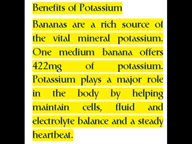 Benefits of Potassium
Bananas are a rich source of
the vital mineral potassium.
One medium banana offers
422mg of potassium.
Potassium plays a major role
in the body by helping
maintain cells, fluid and
electrolyte balance and a steady
heartbeat.